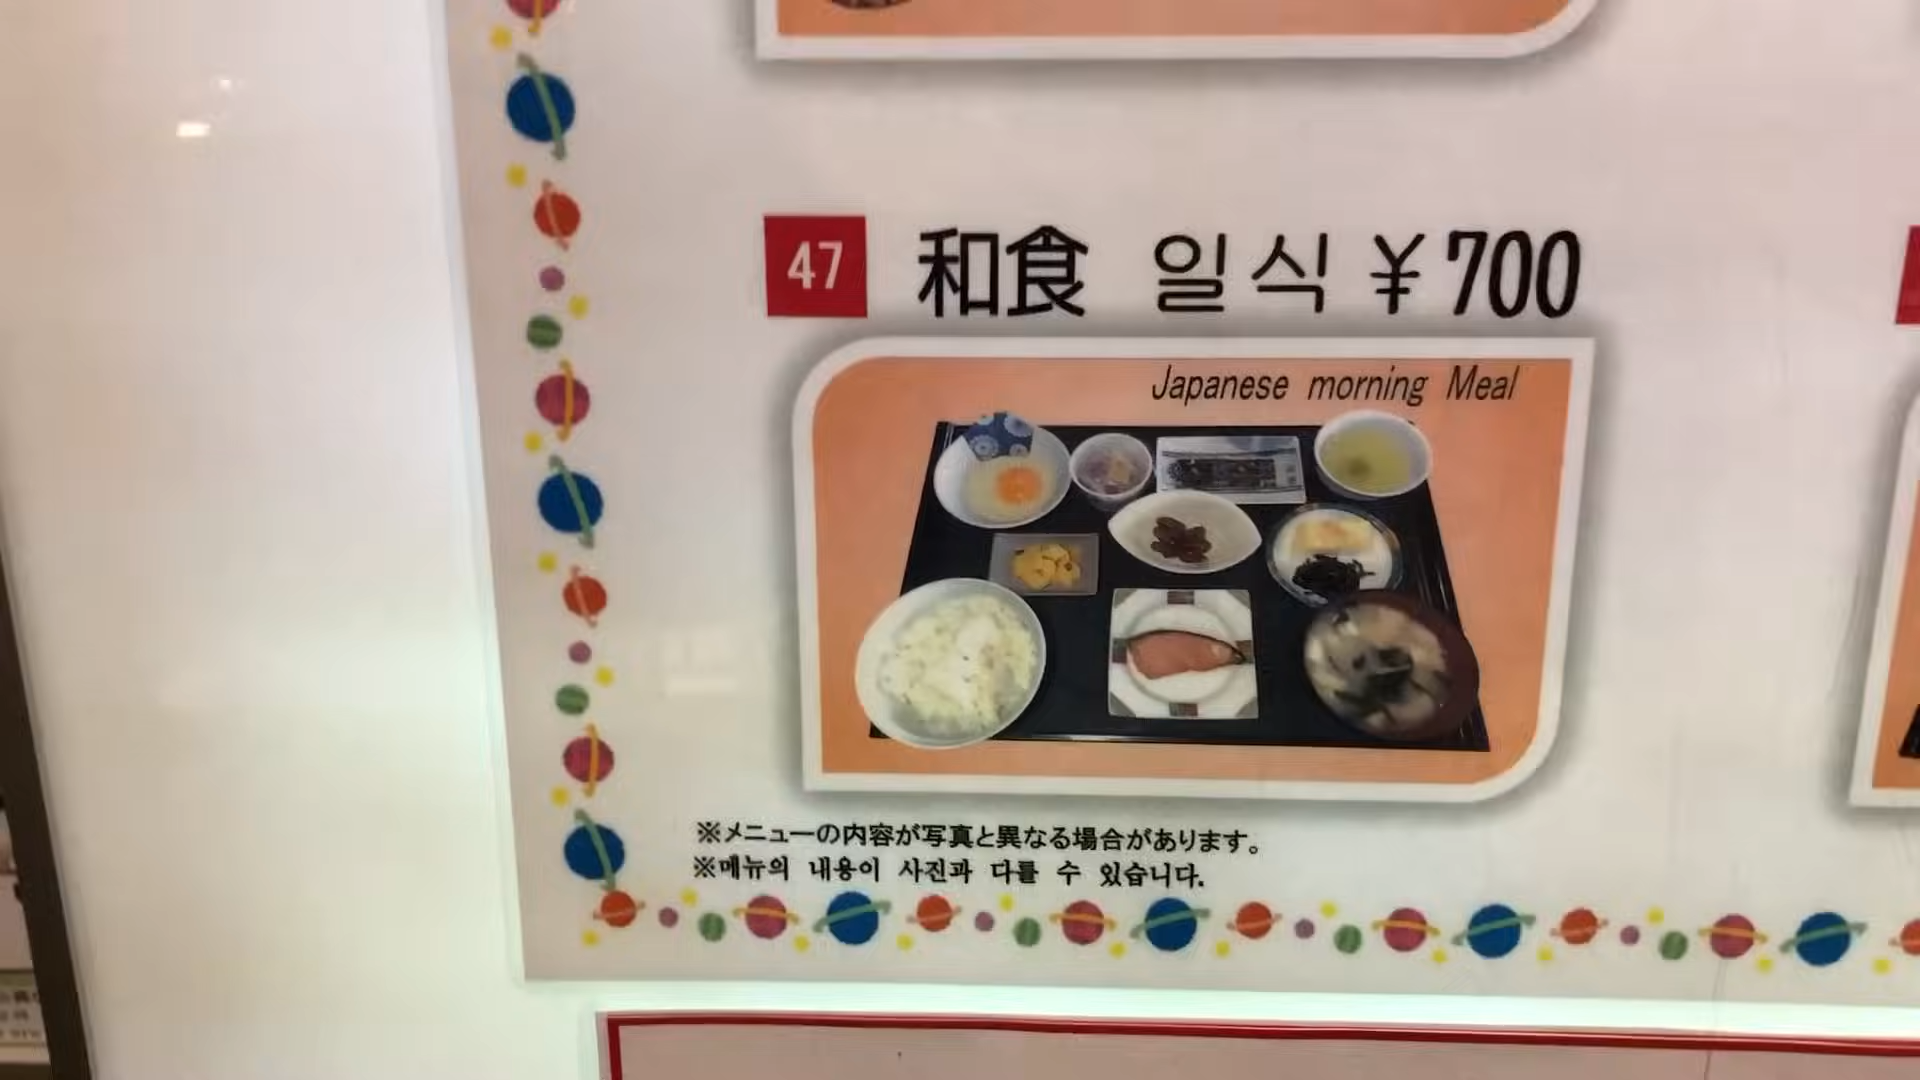 47 和食 일식 ¥700
Japanese morning Meal
※メニューの内容が写真と異なる場合があります。
※메뉴의 내용이 사진과 다를 수 있습니다.